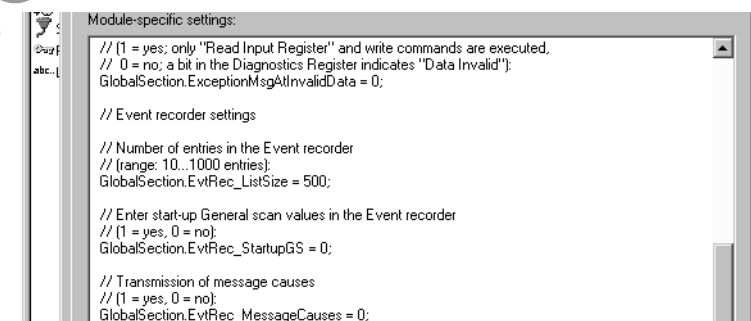 Module-specific settings:
// (1 = yes; only "Read Input Register" and write commands are executed,
// 0 = no; a bit in the Diagnostics Register indicates "Data Invalid"):
GlobalSection.ExceptionMsgAtInvalidData = 0;
// Event recorder settings
// Number of entries in the Event recorder
// (range: 10...1000 entries):
GlobalSection.EvtRec_ListSize = 500;
// Enter start-up General scan values in the Event recorder
// (1 = yes, 0 = no):
GlobalSection.EvtRec_StartupGS = 0;
// Transmission of message causes
// (1 = yes, 0 = no):
GlobalSection.EvtRec_MessageCauses = 0;
abc..